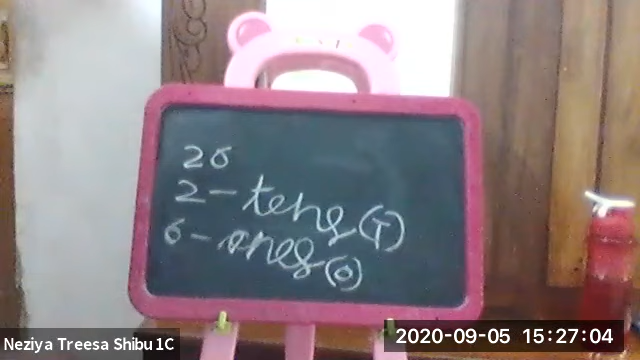 26
2 - tens (T)
6 - ones (O)
Neziya Treesa Shibu 1C
2020-09-05 15:27:04